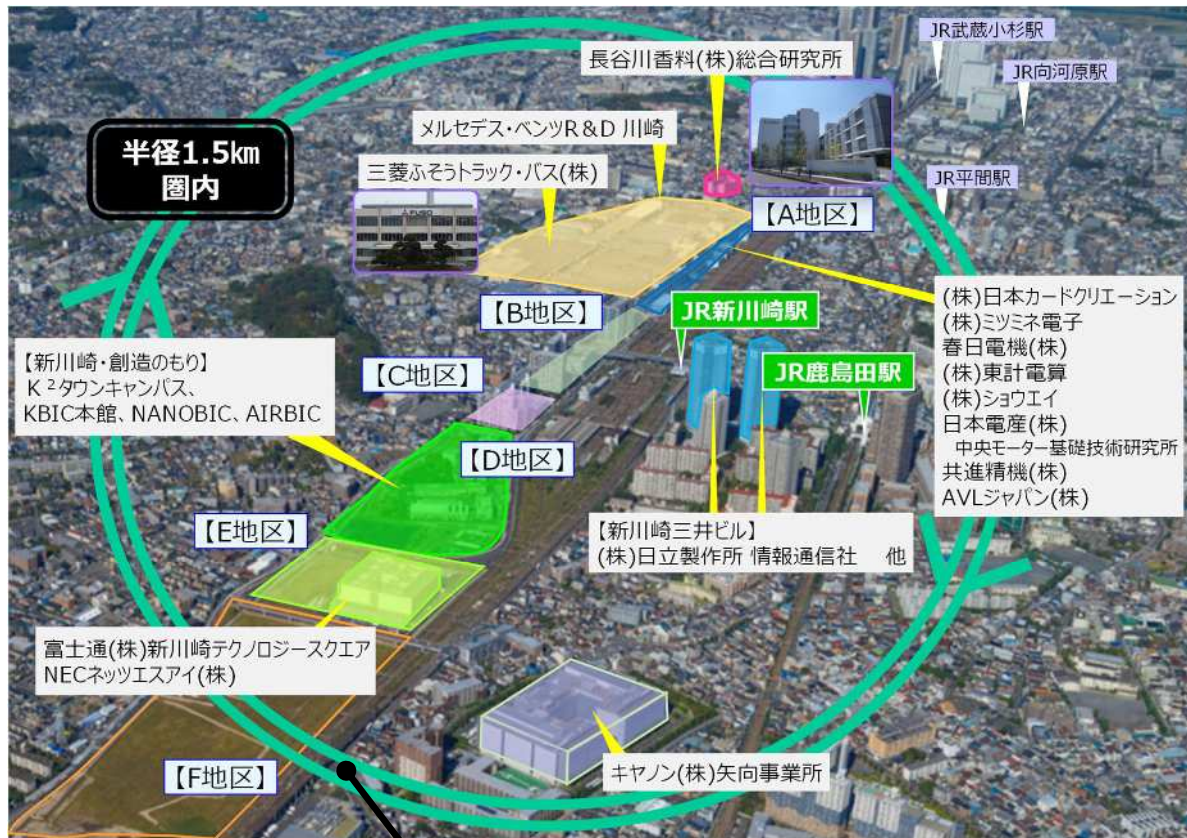 JR武蔵小杉駅
長谷川香料(株)総合研究所
JR向河原駅
メルセデス・ベンツR&D 川崎
半径1.5km
圏内
三菱ふそうトラック・バス(株)
JR平間駅
FUSO
【A地区】
【B地区】
JR新川崎駅
(株)日本カードクリエーション
(株)ミツミネ電子
春日電機(株)
(株)東計電算
(株)ショウエイ
日本電産(株)
中央モーター基礎技術研究所
共進精機(株)
AVLジャパン(株)
【新川崎・創造のもり】
K²タウンキャンパス、
KBIC本館、NANOBIC、AIRBIC
【C地区】
JR鹿島田駅
【D地区】
【E地区】
【新川崎三井ビル】
(株)日立製作所 情報通信社 他
富士通(株)新川崎テクノロジースクエア
NECネッツエスアイ(株)
キヤノン(株)矢向事業所
【F地区】